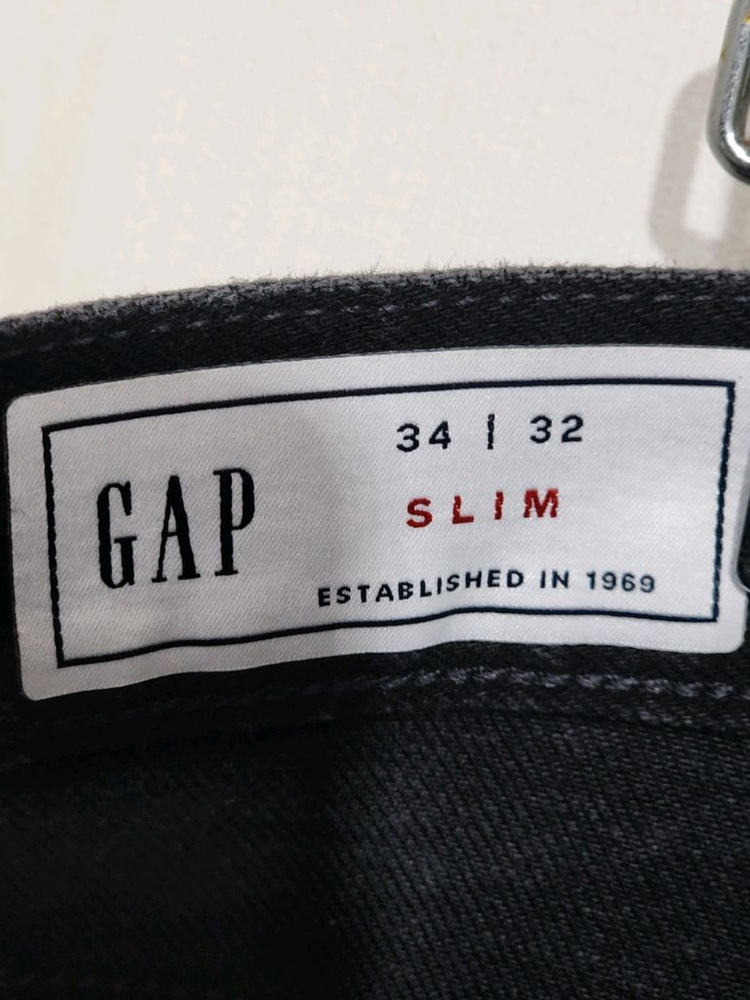 GAP
34 | 32
SLIM
ESTABLISHED IN 1969